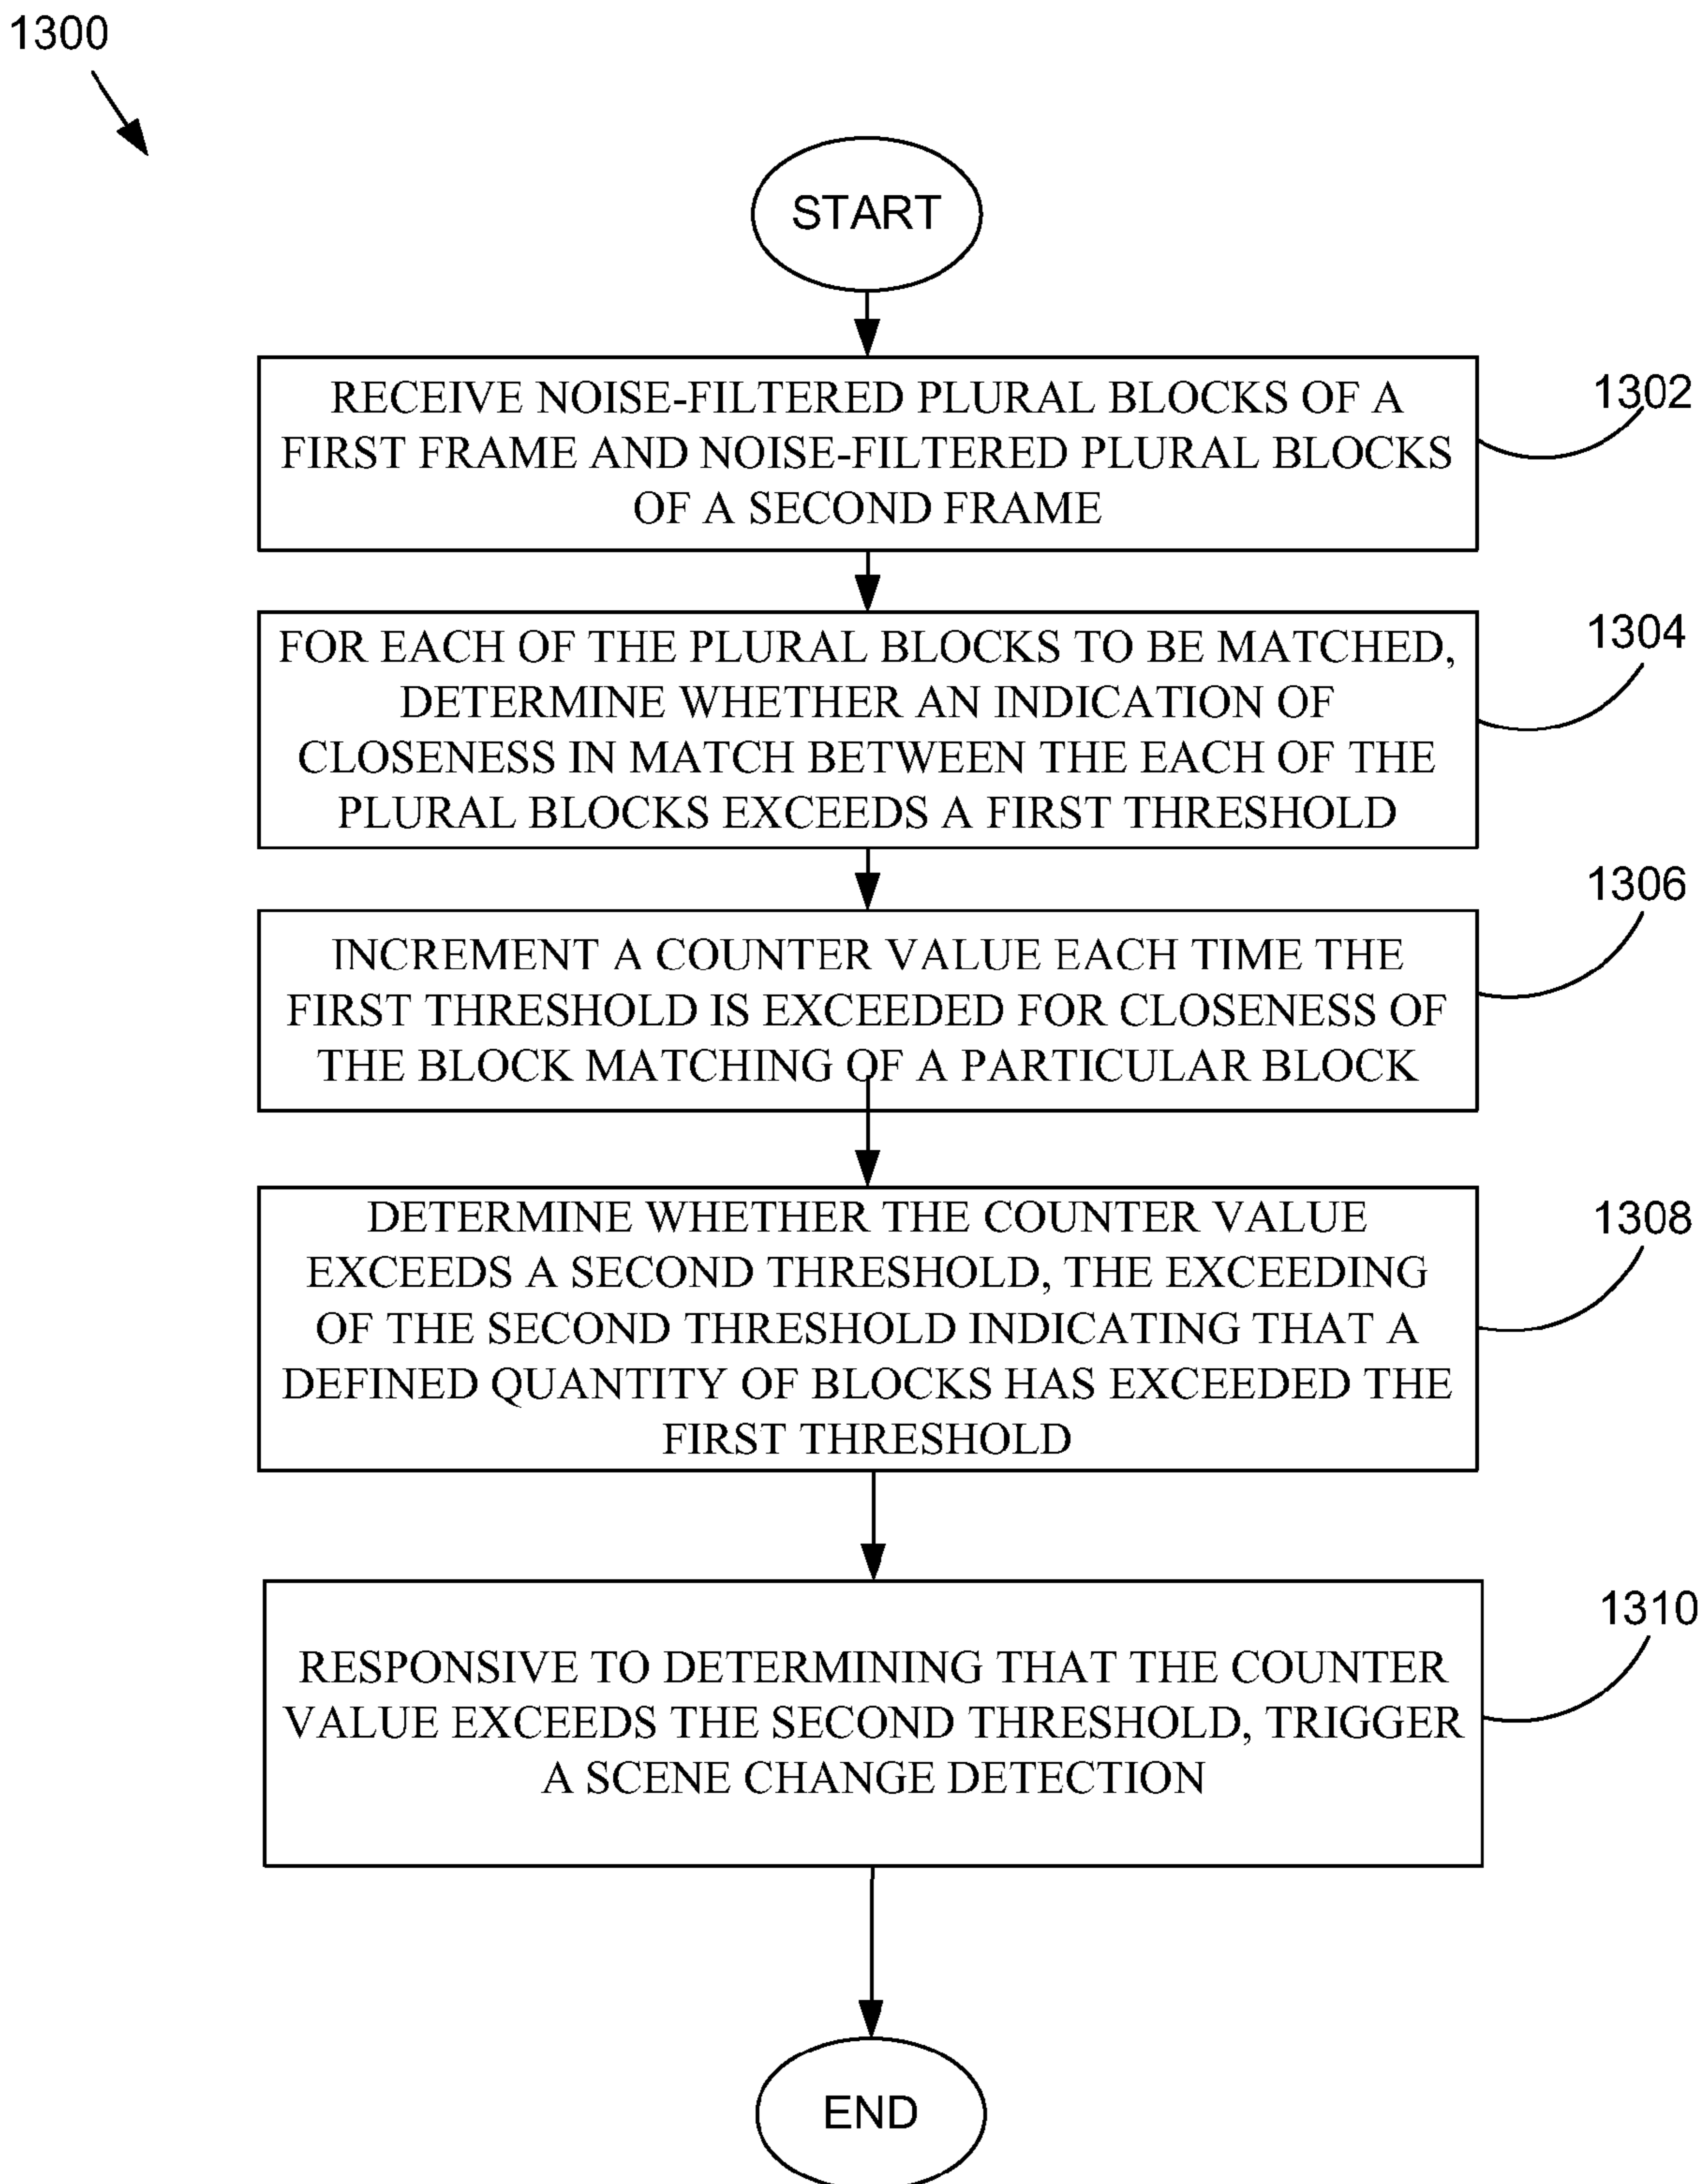 1300
START
RECEIVE NOISE-FILTERED PLURAL BLOCKS OF A
FIRST FRAME AND NOISE-FILTERED PLURAL BLOCKS
OF A SECOND FRAME
1302
FOR EACH OF THE PLURAL BLOCKS TO BE MATCHED,
DETERMINE WHETHER AN INDICATION OF
CLOSENESS IN MATCH BETWEEN THE EACH OF THE
PLURAL BLOCKS EXCEEDS A FIRST THRESHOLD
1304
INCREMENT A COUNTER VALUE EACH TIME THE
FIRST THRESHOLD IS EXCEEDED FOR CLOSENESS OF
THE BLOCK MATCHING OF A PARTICULAR BLOCK
1306
DETERMINE WHETHER THE COUNTER VALUE
EXCEEDS A SECOND THRESHOLD, THE EXCEEDING
OF THE SECOND THRESHOLD INDICATING THAT A
DEFINED QUANTITY OF BLOCKS HAS EXCEEDED THE
FIRST THRESHOLD
1308
RESPONSIVE TO DETERMINING THAT THE COUNTER
VALUE EXCEEDS THE SECOND THRESHOLD, TRIGGER
A SCENE CHANGE DETECTION
1310
END